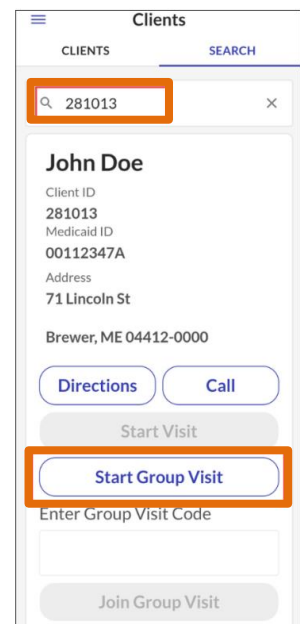 Clients
CLIENTS SEARCH
281013
John Doe
Client ID
281013
Medicaid ID
00112347A
Address
71 Lincoln St
Brewer, ME 04412-0000
Directions Call
Start Visit
Start Group Visit
Enter Group Visit Code
Join Group Visit